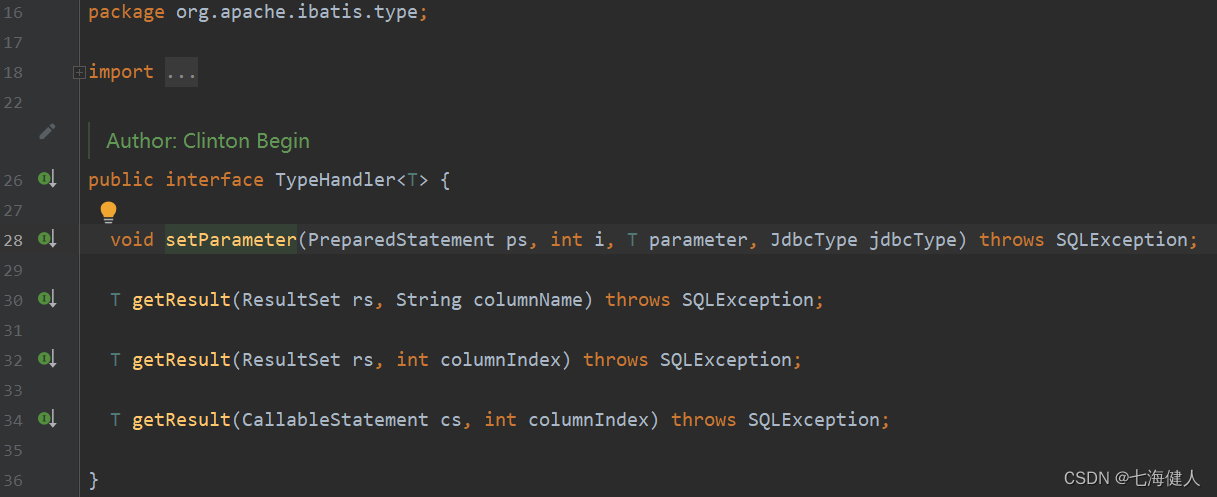 16 package org.apache.ibatis.type;
17
18 import ...
22
Author: Clinton Begin
26 public interface TypeHandler<T> {
27
28 void setParameter(PreparedStatement ps, int i, T parameter, JdbcType jdbcType) throws SQLException;
29
30 T getResult(ResultSet rs, String columnName) throws SQLException;
31
32 T getResult(ResultSet rs, int columnIndex) throws SQLException;
33
34 T getResult(CallableStatement cs, int columnIndex) throws SQLException;
35
36 }
CSDN @七海健人